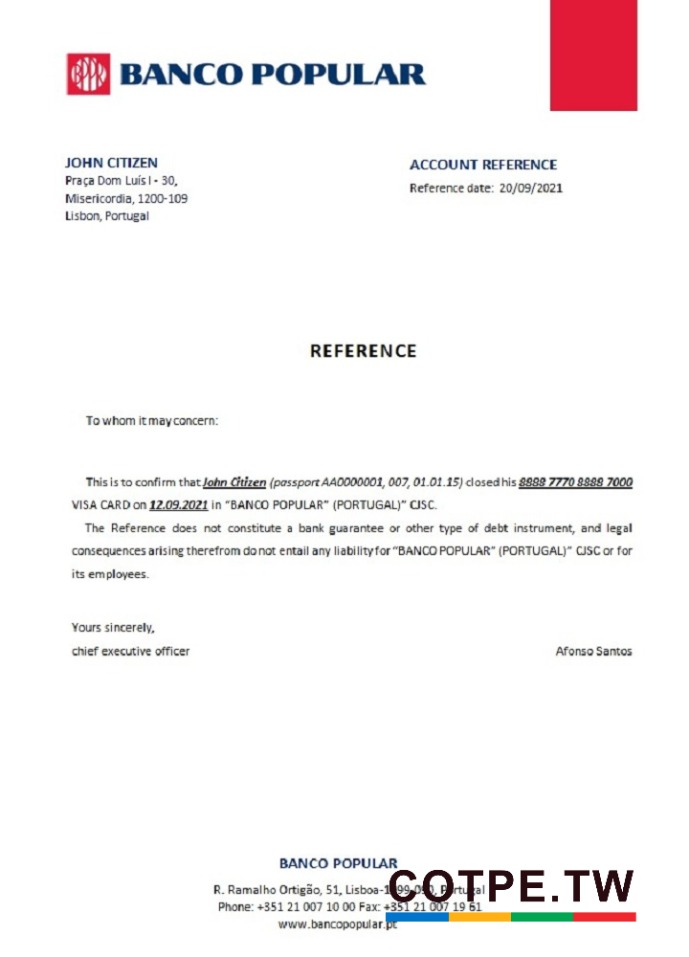 BANCO POPULAR
JOHN CITIZEN
Praça Dom Luís I - 30,
Misericordia, 1200-109
Lisbon, Portugal
ACCOUNT REFERENCE
Reference date: 20/09/2021
REFERENCE
To whom it may concern:
This is to confirm that John Citizen (passport AA0000001, 007, 01.01.15) closed his 8888 7770 8888 7000
VISA CARD on 12.09.2021 in “BANCO POPULAR” (PORTUGAL)” CJSC.
The Reference does not constitute a bank guarantee or other type of debt instrument, and legal
consequences arising therefrom do not entail any liability for “BANCO POPULAR” (PORTUGAL)” CJSC or for
its employees.
Yours sincerely,
chief executive officer
Afonso Santos
BANCO POPULAR
R. Ramalho Ortigão, 51, Lisboa-1099-090, Portugal
Phone: +351 21 007 10 00 Fax: +351 21 007 19 61
www.bancopopular.pt
COTPE.TW